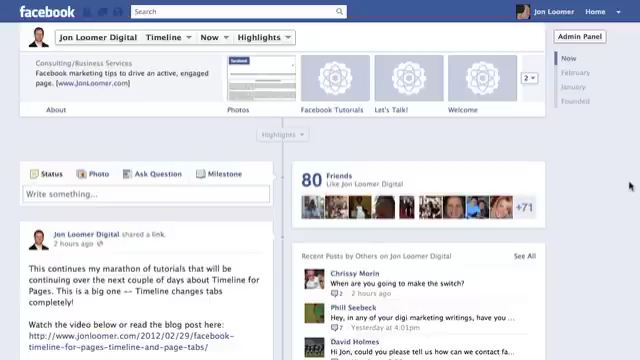 facebook
Search
Jon Loomer Home
Jon Loomer Digital Timeline Now Highlights
Admin Panel
Consulting/Business Services
Facebook marketing tips to drive an active, engaged
page. [www.JonLoomer.com]
About
Photos
Facebook Tutorials
Let's Talk!
Welcome
2
Now
February
January
Founded
Highlights
Status Photo Ask Question Milestone
Write something...
80 Friends
Like Jon Loomer Digital
+71
Jon Loomer Digital shared a link.
2 hours ago
This continues my marathon of tutorials that will be
continuing over the next couple of days about Timeline for
Pages. This is a big one -- Timeline changes tabs
completely!
Watch the video below or read the blog post here:
http://www.jonloomer.com/2012/02/29/facebook-
timeline-for-pages-timeline-and-page-tabs/
Recent Posts by Others on Jon Loomer Digital See All
Chrissy Morin
When are you going to make the switch?
2 · 2 hours ago
Phill Seebeck
Hey, in any of your digi marketing writings, have you ...
7 · Yesterday at 4:01pm
David Holmes
Hi Jon, could you please tell us how we can contact fa...